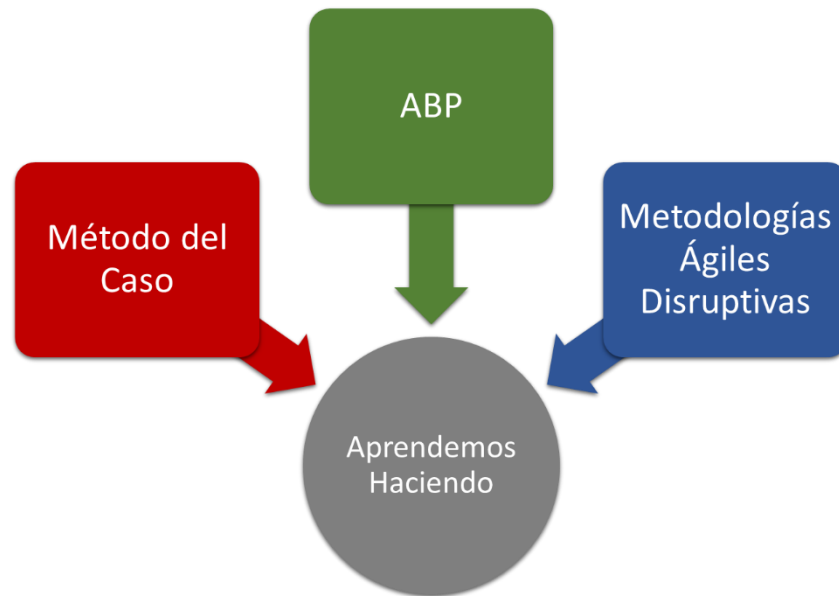 ABP
Método del
Caso
Metodologías
Ágiles
Disruptivas
Aprendemos
Haciendo